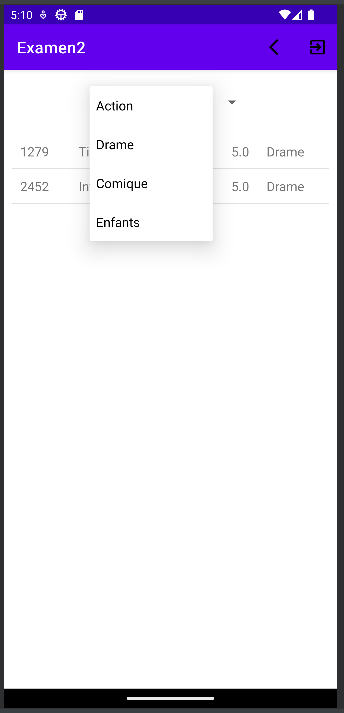 5:10
Examen2
Action
Drame
Comique
Enfants
1279 5.0 Drame
2452 5.0 Drame